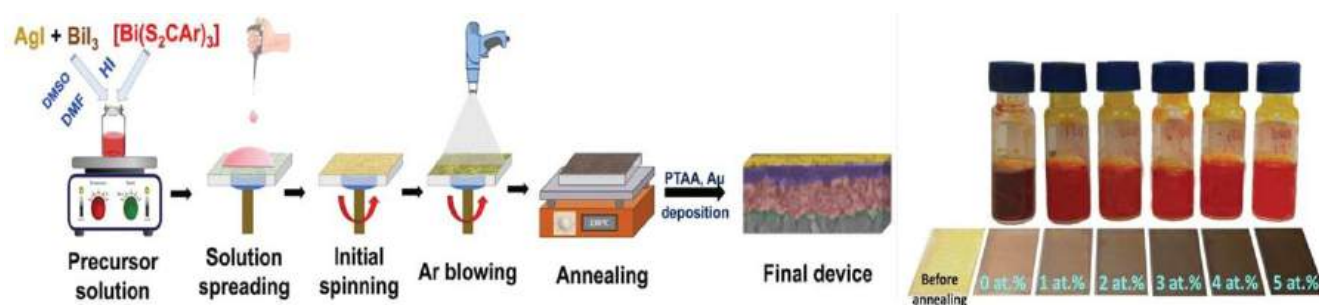 AgI + BiI₃ [Bi(S₂CAr)₃]
DMSO
DMF
HI
130°C
PTAA, Au
deposition
Precursor
solution
Solution
spreading
Initial
spinning
Ar blowing
Annealing
Final device
Before
annealing
0 at.%
1 at.%
2 at.%
3 at.%
4 at.%
5 at.%